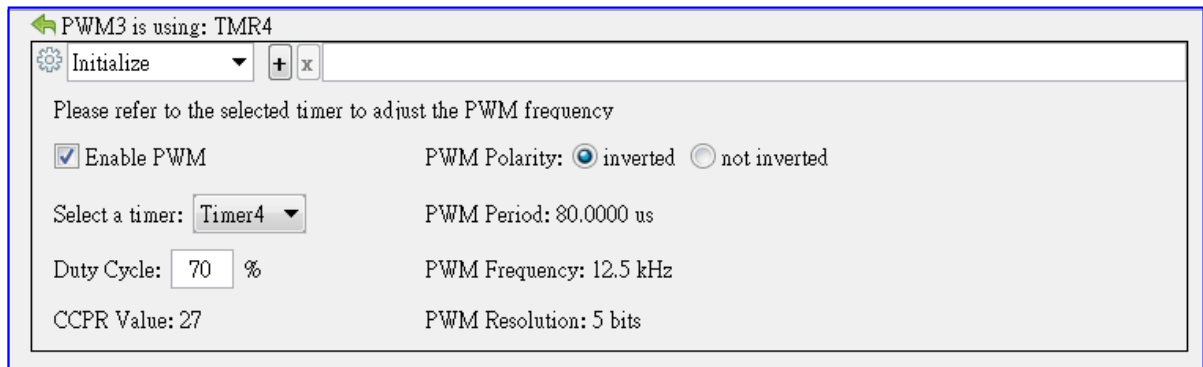 PWM3 is using: TMR4
Initialize + x
Please refer to the selected timer to adjust the PWM frequency
Enable PWM PWM Polarity: inverted not inverted
Select a timer: Timer4 PWM Period: 80.0000 us
Duty Cycle: 70 % PWM Frequency: 12.5 kHz
CCPR Value: 27 PWM Resolution: 5 bits